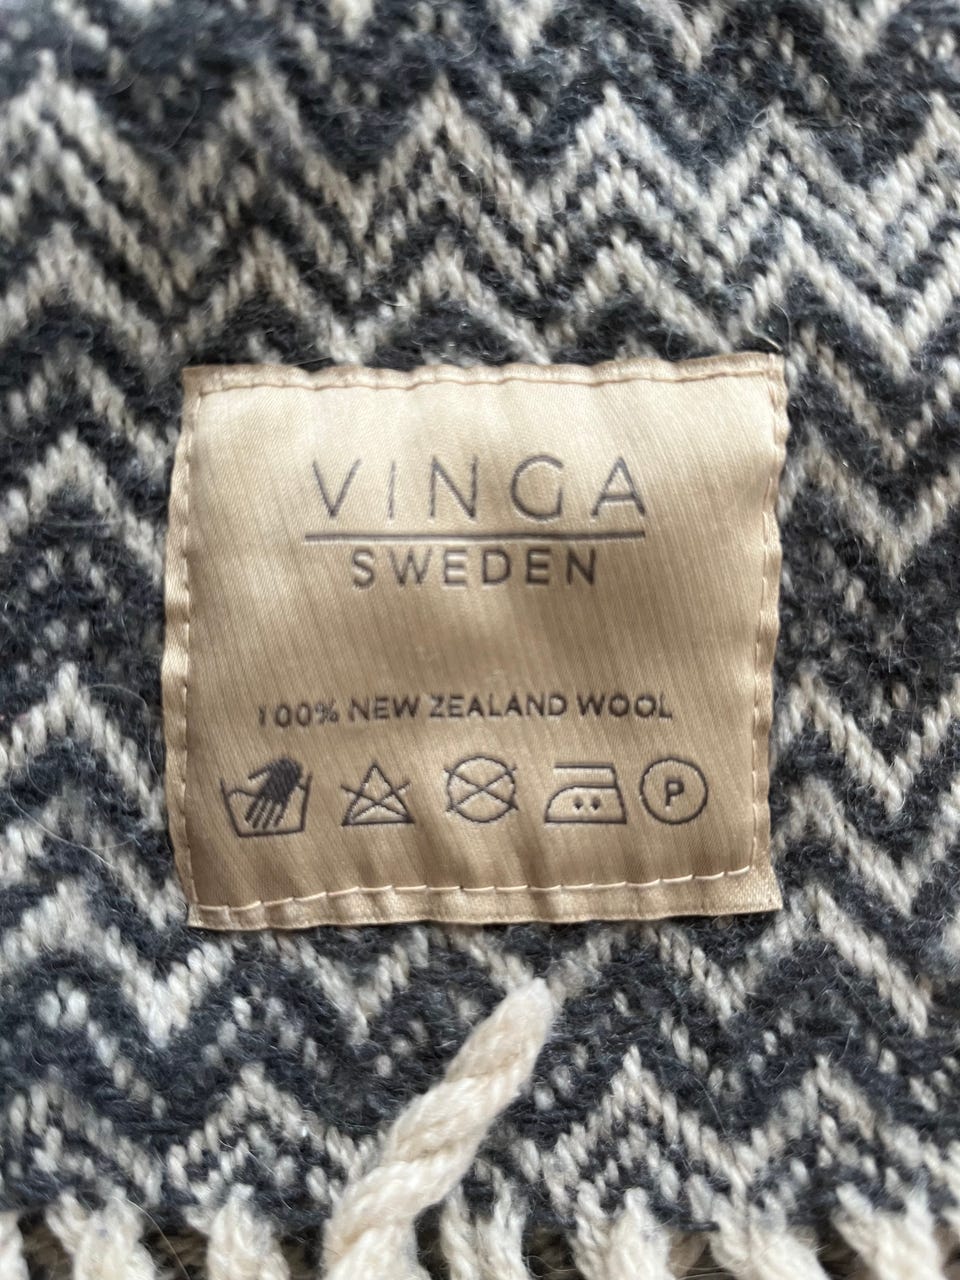 VINGA
SWEDEN
100% NEW ZEALAND WOOL
P